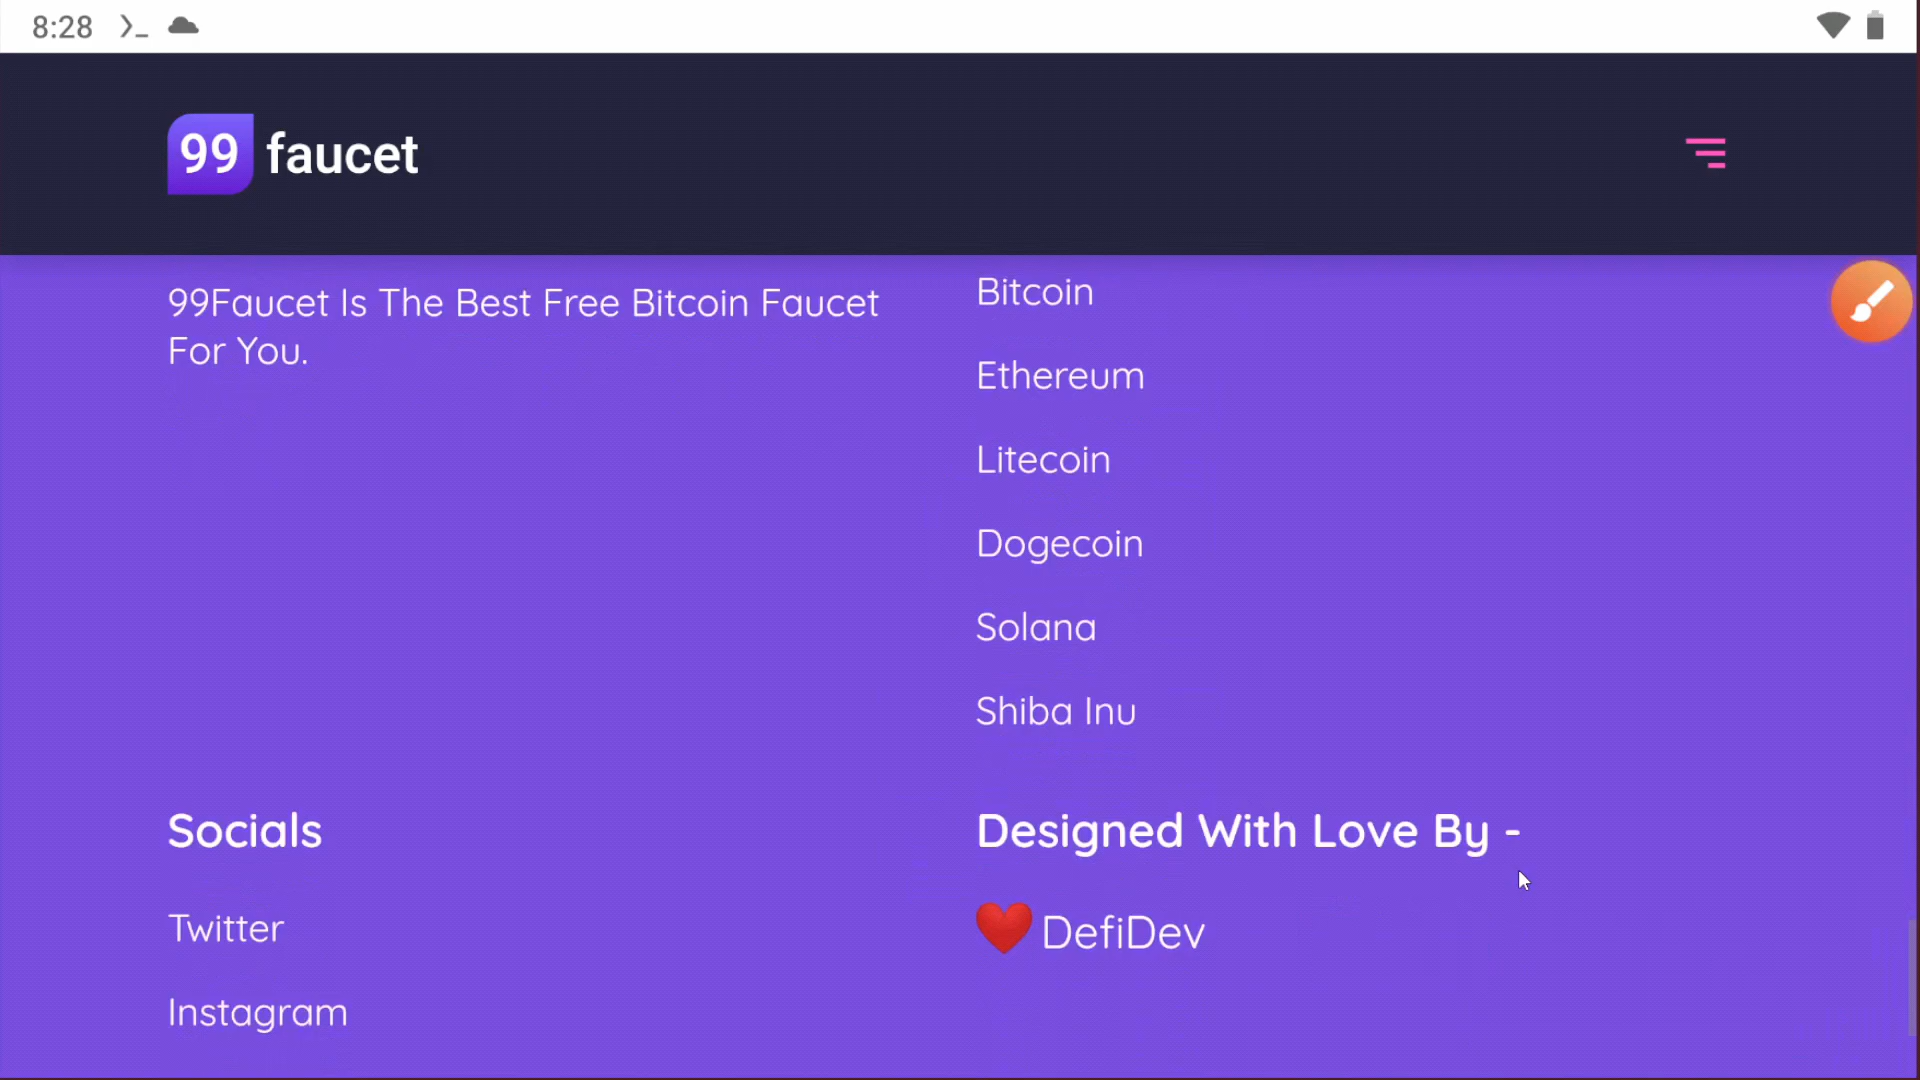 8:28
99 faucet
99Faucet Is The Best Free Bitcoin Faucet
For You.
Bitcoin
Ethereum
Litecoin
Dogecoin
Solana
Shiba Inu
Socials
Twitter
Instagram
Designed With Love By -
❤️ DefiDev